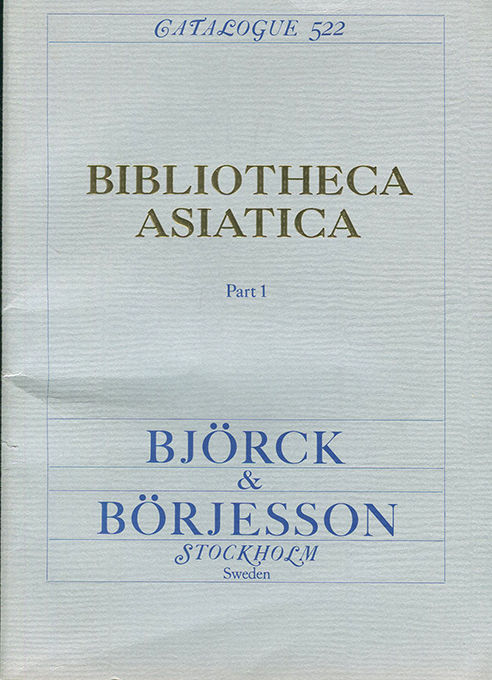 CATALOGUE 522
BIBLIOTHECA
ASIATICA
Part 1
BJÖRCK
&
BÖRJESSON
STOCKHOLM
Sweden